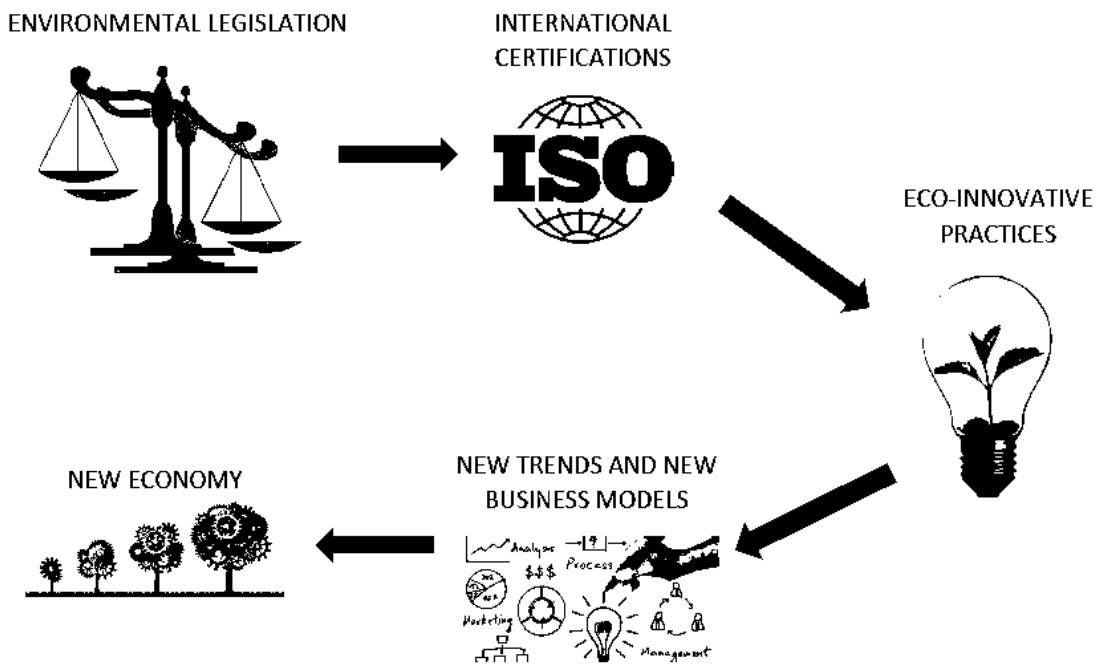 ENVIRONMENTAL LEGISLATION
INTERNATIONAL
CERTIFICATIONS
ISO
ECO-INNOVATIVE
PRACTICES
NEW TRENDS AND NEW
BUSINESS MODELS
Analysis
Process
$$$
Marketing
Management
NEW ECONOMY